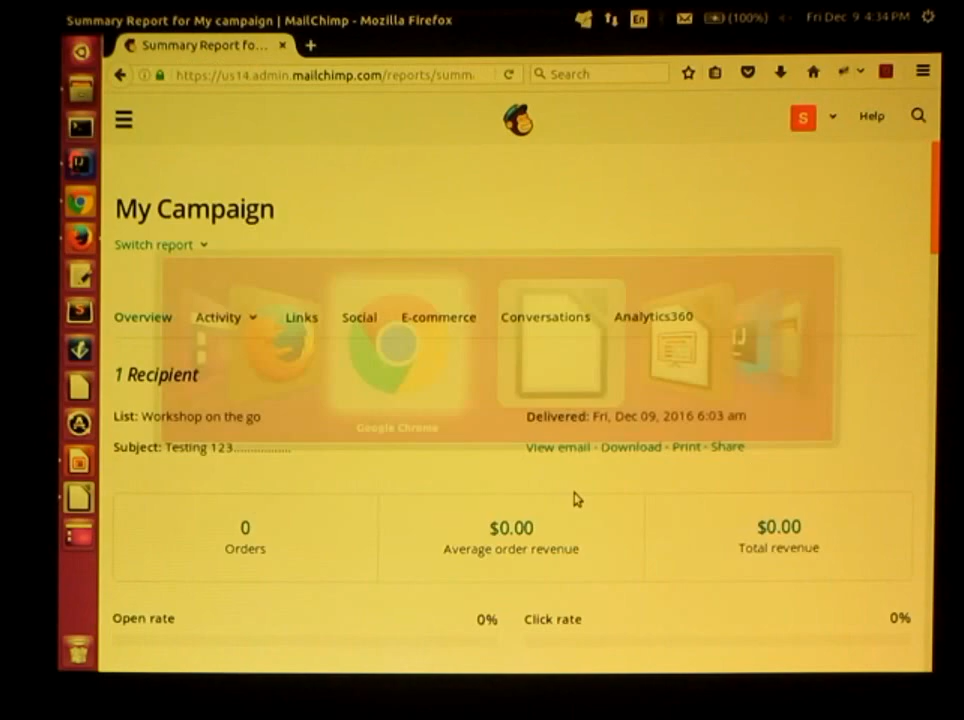 Summary Report for My campaign | MailChimp - Mozilla Firefox
En
(100%)
Fri Dec 9 4:34 PM
Summary Report fo...
https://us14.admin.mailchimp.com/reports/summ
Search
S
Help
My Campaign
Switch report
Overview Activity Links Social E-commerce Conversations Analytics360
1 Recipient
List: Workshop on the go
Delivered: Fri, Dec 09, 2016 6:03 am
Google Chrome
Subject: Testing 123.................
View email · Download · Print · Share
0
Orders
$0.00
Average order revenue
$0.00
Total revenue
Open rate
0%
Click rate
0%